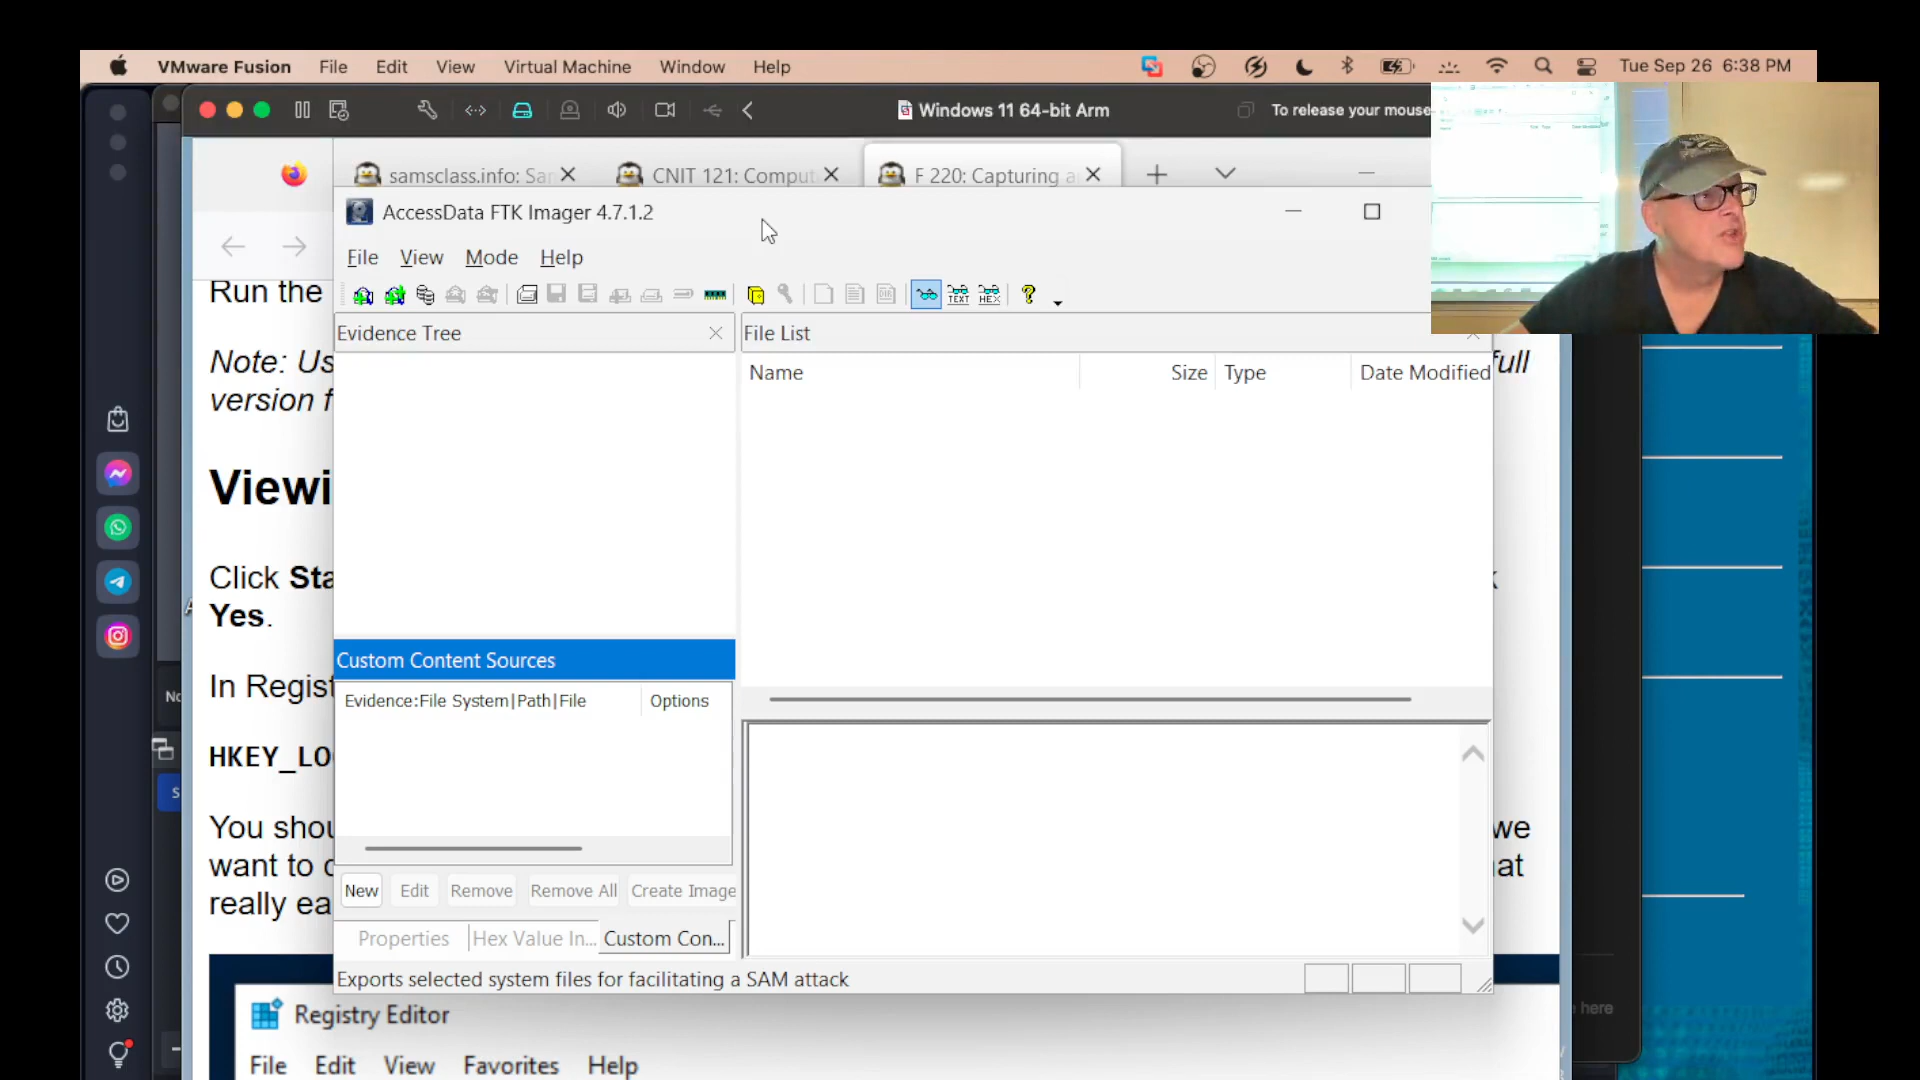 VMware Fusion File Edit View Virtual Machine Window Help Tue Sep 26 6:38 PM
Windows 11 64-bit Arm To release your mouse
samsclass.info: Sa CNIT 121: Comput F 220: Capturing a
AccessData FTK Imager 4.7.1.2
File View Mode Help
TEXT HEX
Run the
Evidence Tree File List
Note: Us full
Name Size Type Date Modified
version f
Viewi
Click Sta
Yes.
Custom Content Sources
In Regist
Evidence:File System|Path|File Options
HKEY_LO
You shou we
want to at
New Edit Remove Remove All Create Image
really ea
Properties Hex Value In... Custom Con...
Exports selected system files for facilitating a SAM attack
here
Registry Editor
File Edit View Favorites Help